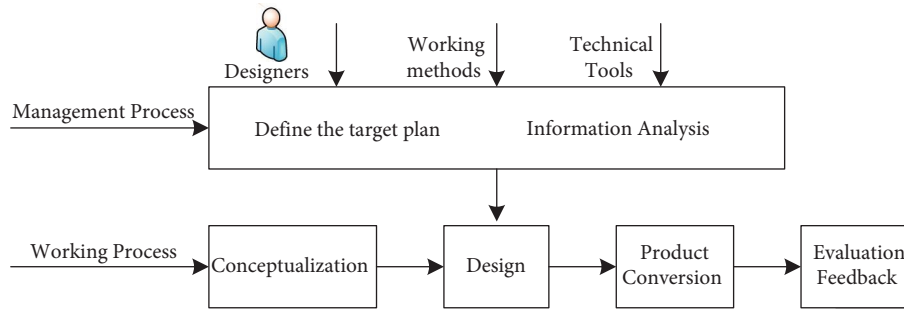 Designers
Working
methods
Technical
Tools
Management Process
Define the target plan
Information Analysis
Working Process
Conceptualization
Design
Product
Conversion
Evaluation
Feedback